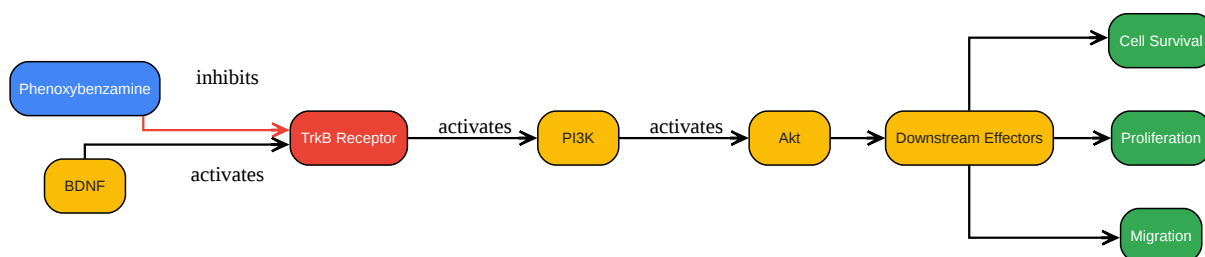 Cell Survival
Phenoxybenzamine
inhibits
TrkB Receptor
activates
PI3K
activates
Akt
Downstream Effectors
Proliferation
BDNF
activates
Migration